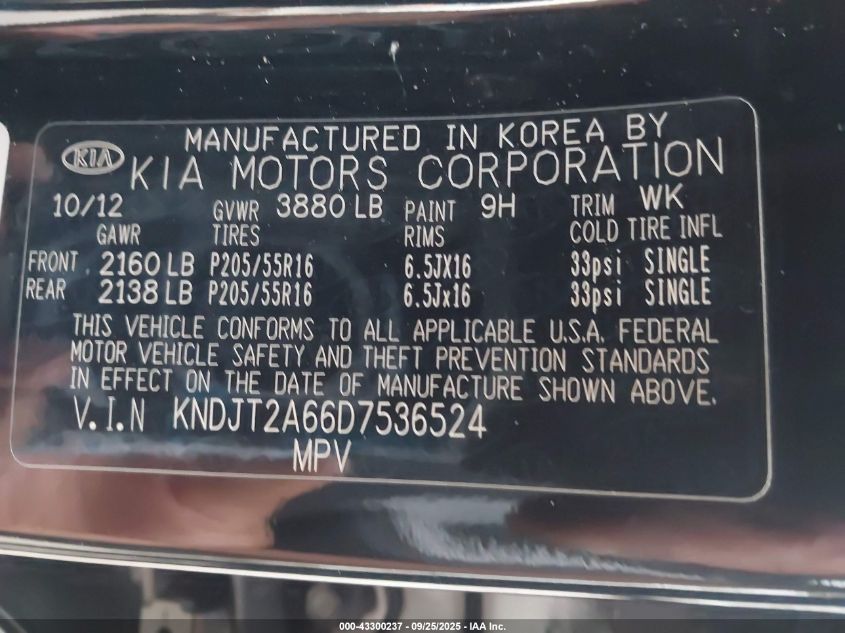 MANUFACTURED IN KOREA BY
KIA KIA MOTORS CORPORATION
10/12 GVWR 3880 LB PAINT 9H TRIM WK
GAWR TIRES RIMS COLD TIRE INFL
FRONT 2160 LB P205/55R16 6.5JX16 33psi SINGLE
REAR 2138 LB P205/55R16 6.5Jx16 33psi SINGLE
THIS VEHICLE CONFORMS TO ALL APPLICABLE U.S.A. FEDERAL
MOTOR VEHICLE SAFETY AND THEFT PREVENTION STANDARDS
IN EFFECT ON THE DATE OF MANUFACTURE SHOWN ABOVE.
V.I.N KNDJT2A66D7536524
MPV
000-43300237 - 09/25/2025 - IAA Inc.